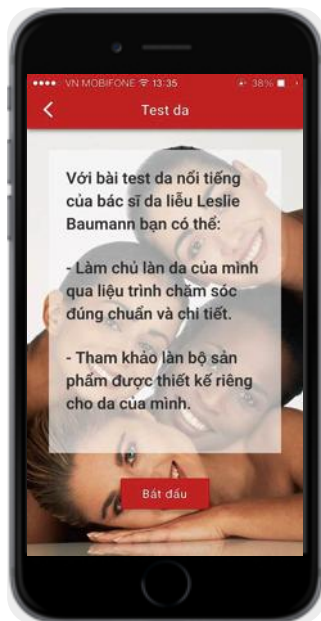 VN MOBIFONE 13:35 38%
Test da
Với bài test da nổi tiếng
của bác sĩ da liễu Leslie
Baumann bạn có thể:
- Làm chủ làn da của mình
qua liệu trình chăm sóc
đúng chuẩn và chi tiết.
- Tham khảo làn bộ sản
phẩm được thiết kế riêng
cho da của mình.
Bắt đầu